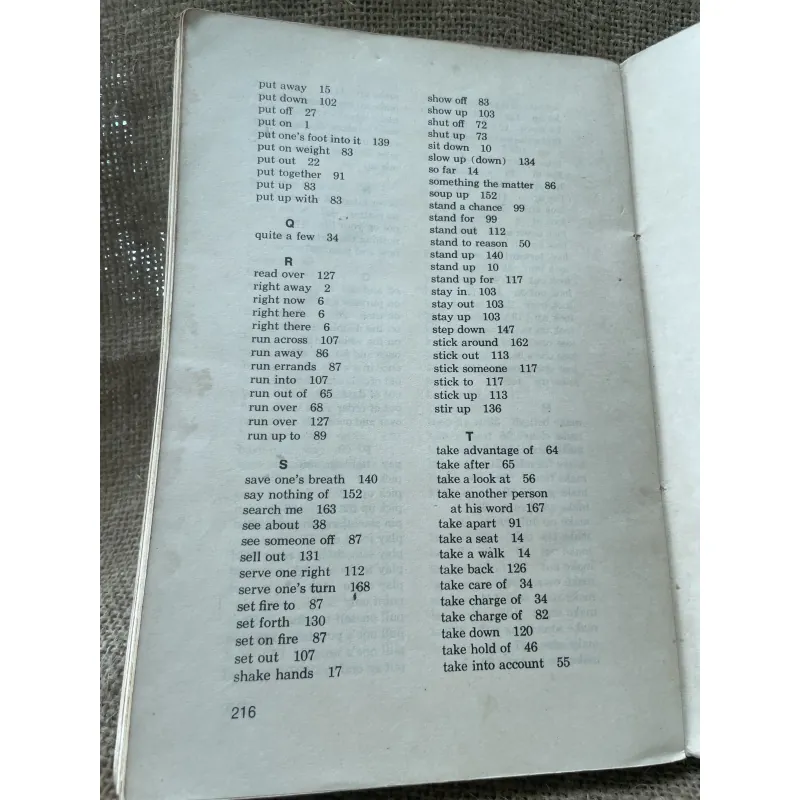 put away 15
put down 102
put off 27
put on 1
put one's foot into it 139
put on weight 83
put out 22
put together 91
put up 83
put up with 83
Q
quite a few 34
R
read over 127
right away 2
right now 6
right here 6
right there 6
run across 107
run away 86
run errands 87
run into 107
run out of 65
run over 68
run over 127
run up to 89
S
save one's breath 140
say nothing of 152
search me 163
see about 38
see someone off 87
sell out 131
serve one right 112
serve one's turn 168
set fire to 87
set forth 130
set on fire 87
set out 107
shake hands 17
show off 83
show up 103
shut off 72
shut up 73
sit down 10
slow up (down) 134
so far 14
something the matter 86
soup up 152
stand a chance 99
stand for 99
stand out 112
stand to reason 50
stand up 140
stand up 10
stand up for 117
stay in 103
stay out 103
stay up 103
step down 147
stick around 162
stick out 113
stick someone 117
stick to 117
stick up 113
stir up 136
T
take advantage of 64
take after 65
take a look at 56
take another person
at his word 167
take apart 91
take a seat 14
take a walk 14
take back 126
take care of 34
take charge of 34
take charge of 82
take down 120
take hold of 46
take into account 55
216